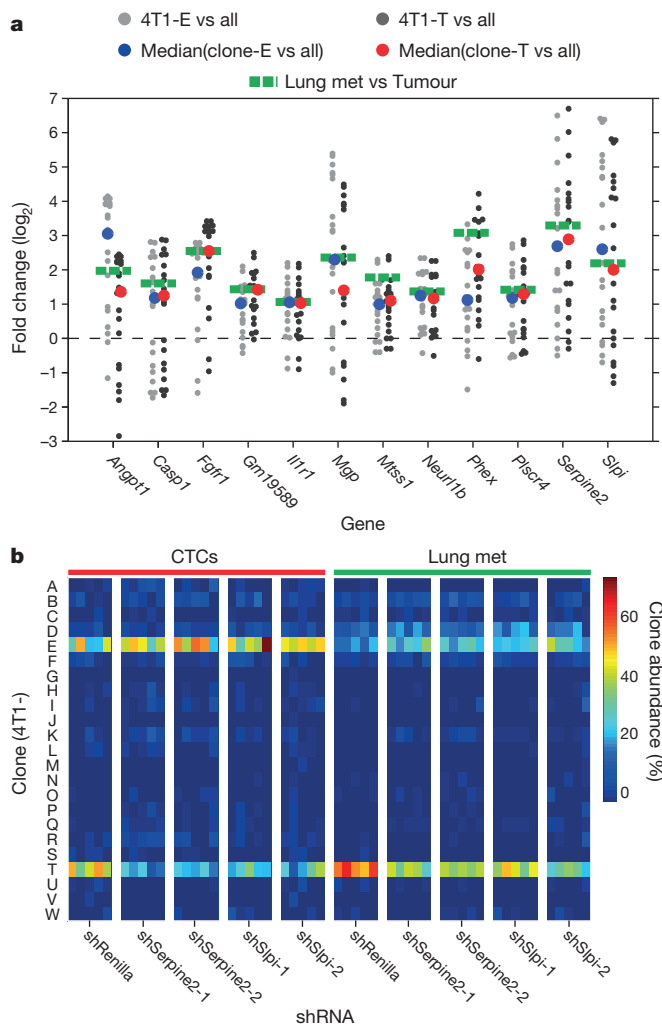 a
4T1-E vs all
4T1-T vs all
Median(clone-E vs all)
Median(clone-T vs all)
Lung met vs Tumour
Fold change (log2)
7
6
5
4
3
2
1
0
−1
−2
−3
Angpt1
Casp1
Fgfr1
Gm19589
Il1r1
Mgp
Mtss1
Neurl1b
Phex
Plscr4
Serpine2
Slpi
Gene
b
CTCs
Lung met
Clone (4T1-)
A
B
C
D
E
F
G
H
I
J
K
L
M
N
O
P
Q
R
S
T
U
V
W
60
40
20
0
Clone abundance (%)
shRenilla
shSerpine2-1
shSerpine2-2
shSlpi-1
shSlpi-2
shRenilla
shSerpine2-1
shSerpine2-2
shSlpi-1
shSlpi-2
shRNA